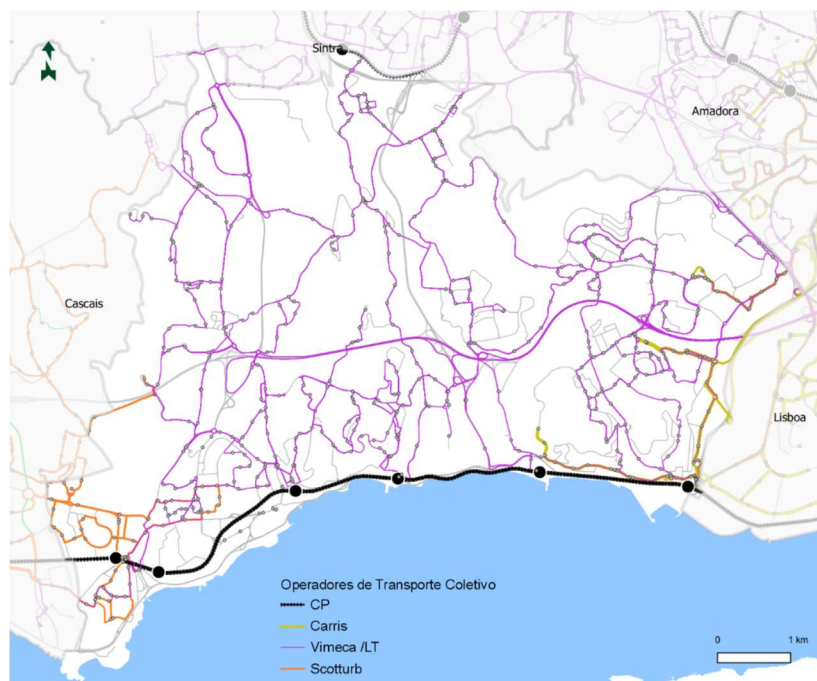 Sintra
Amadora
Cascais
Lisboa
Operadores de Transporte Coletivo
CP
Carris
Vimeca /LT
Scotturb
0 1 km